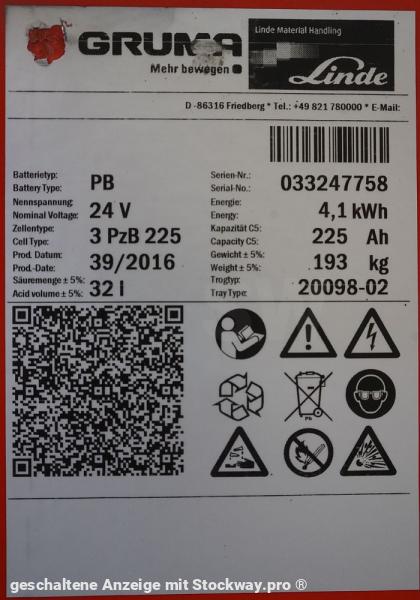 GRUMA
Mehr bewegen
Linde Material Handling
Linde
D-86316 Friedberg * Tel.: +49 821 780000 * E-Mail:
Batterietyp:
Battery Type: PB
Serien-Nr.:
Serial-No.: 033247758
Nennspannung:
Nominal Voltage: 24 V
Energie:
Energy: 4,1 kWh
Zellentype:
Cell Type: 3 PzB 225
Kapazität C5:
Capacity C5: 225 Ah
Prod. Datum:
Prod.-Date: 39/2016
Gewicht ± 5%:
Weight ± 5%: 193 kg
Säuremenge ± 5%:
Acid volume ± 5%: 32 l
Trogtyp:
Tray Type: 20098-02
Pb
geschaltene Anzeige mit Stockway.pro ®